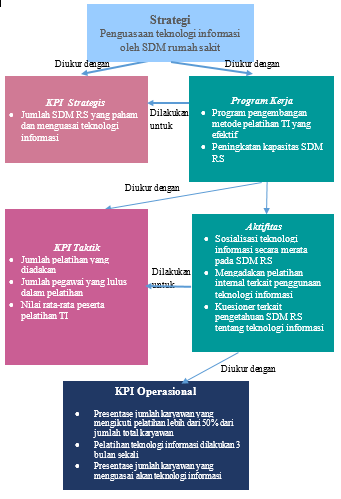 Strategi
Penguasaan teknologi informasi
oleh SDM rumah sakit
Diukur dengan
Diukur dengan
KPI Strategis
• Jumlah SDM RS yang paham
dan menguasai teknologi
informasi
Dilakukan
untuk
Program Kerja
• Program pengembangan
metode pelatihan TI yang
efektif
• Peningkatan kapasitas SDM
RS
Diukur dengan
KPI Taktik
• Jumlah pelatihan yang
diadakan
• Jumlah pegawai yang lulus
dalam pelatihan
• Nilai rata-rata peserta
pelatihan TI
Dilakukan
untuk
Aktifitas
• Sosialisasi teknologi
informasi secara merata
pada SDM RS
• Mengadakan pelatihan
internal terkait penggunaan
teknologi informasi
• Kuesioner terkait
pengetahuan SDM RS
tentang teknologi informasi
Diukur dengan
KPI Operasional
• Presentase jumlah karyawan yang
mengikuti pelatihan lebih dari 50% dari
jumlah total karyawan
• Pelatihan teknologi informasi dilakukan 3
bulan sekali
• Presentase jumlah karyawan yang
menguasai akan teknologi informasi